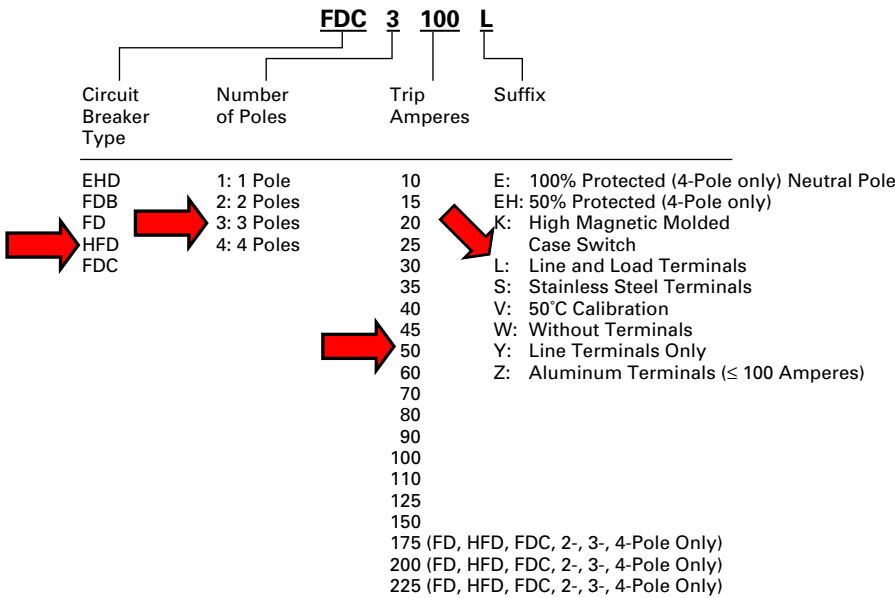 FDC 3 100 L
Circuit Breaker Type
Number of Poles
Trip Amperes
Suffix
EHD
FDB
FD
HFD
FDC
1: 1 Pole
2: 2 Poles
3: 3 Poles
4: 4 Poles
10
15
20
25
30
35
40
45
50
60
70
80
90
100
110
125
150
175 (FD, HFD, FDC, 2-, 3-, 4-Pole Only)
200 (FD, HFD, FDC, 2-, 3-, 4-Pole Only)
225 (FD, HFD, FDC, 2-, 3-, 4-Pole Only)
E: 100% Protected (4-Pole only) Neutral Pole
EH: 50% Protected (4-Pole only)
K: High Magnetic Molded
Case Switch
L: Line and Load Terminals
S: Stainless Steel Terminals
V: 50˚C Calibration
W: Without Terminals
Y: Line Terminals Only
Z: Aluminum Terminals (≤ 100 Amperes)